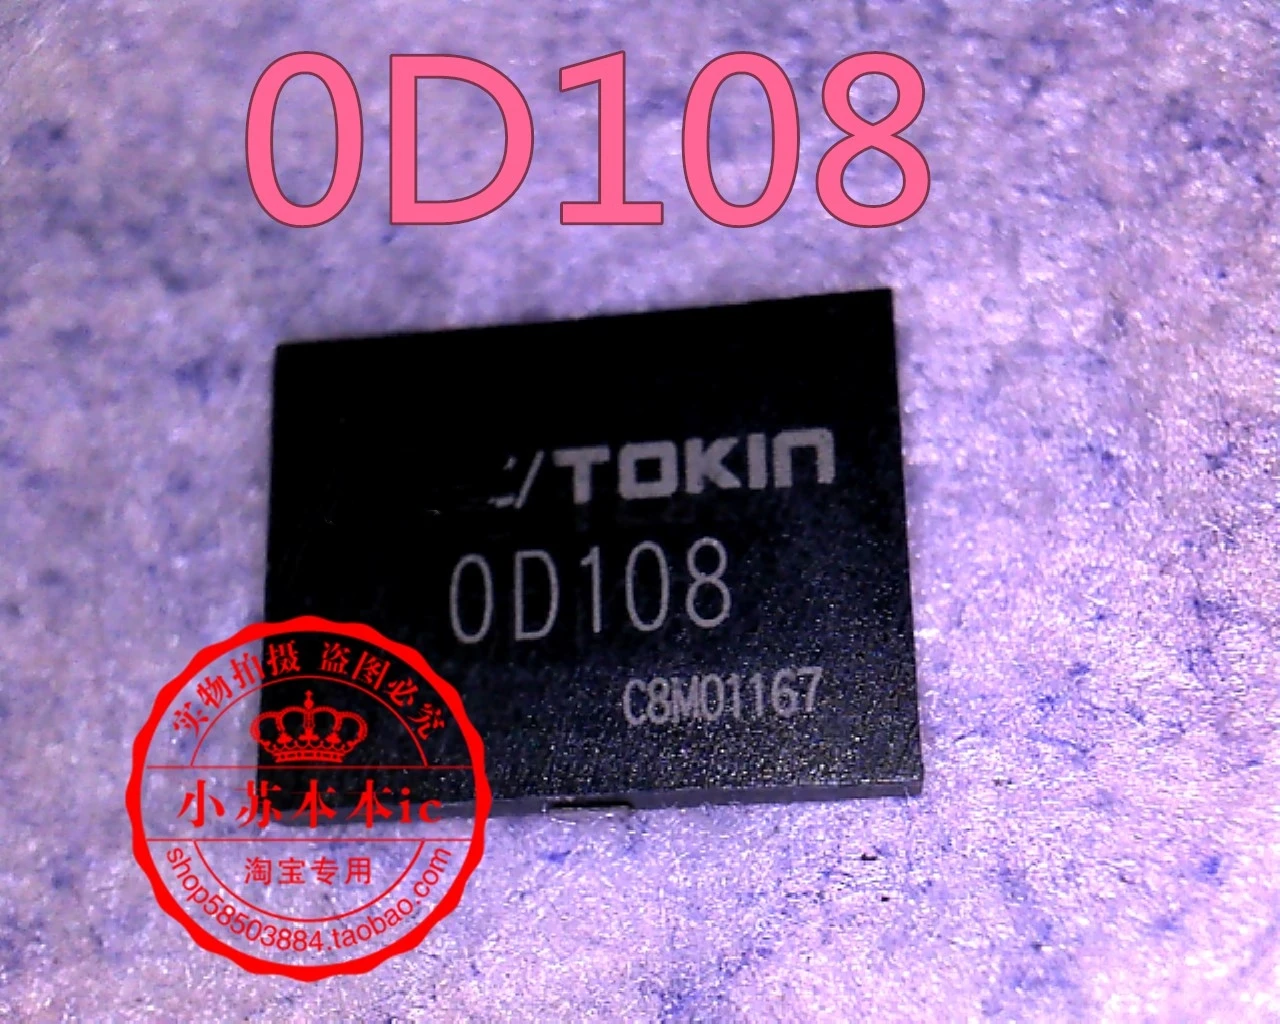 0D108
TOKIN
0D108
C8M01167
实物拍摄 盗图必究
小苏本本ic
淘宝专用
shop58503884.taobao.com